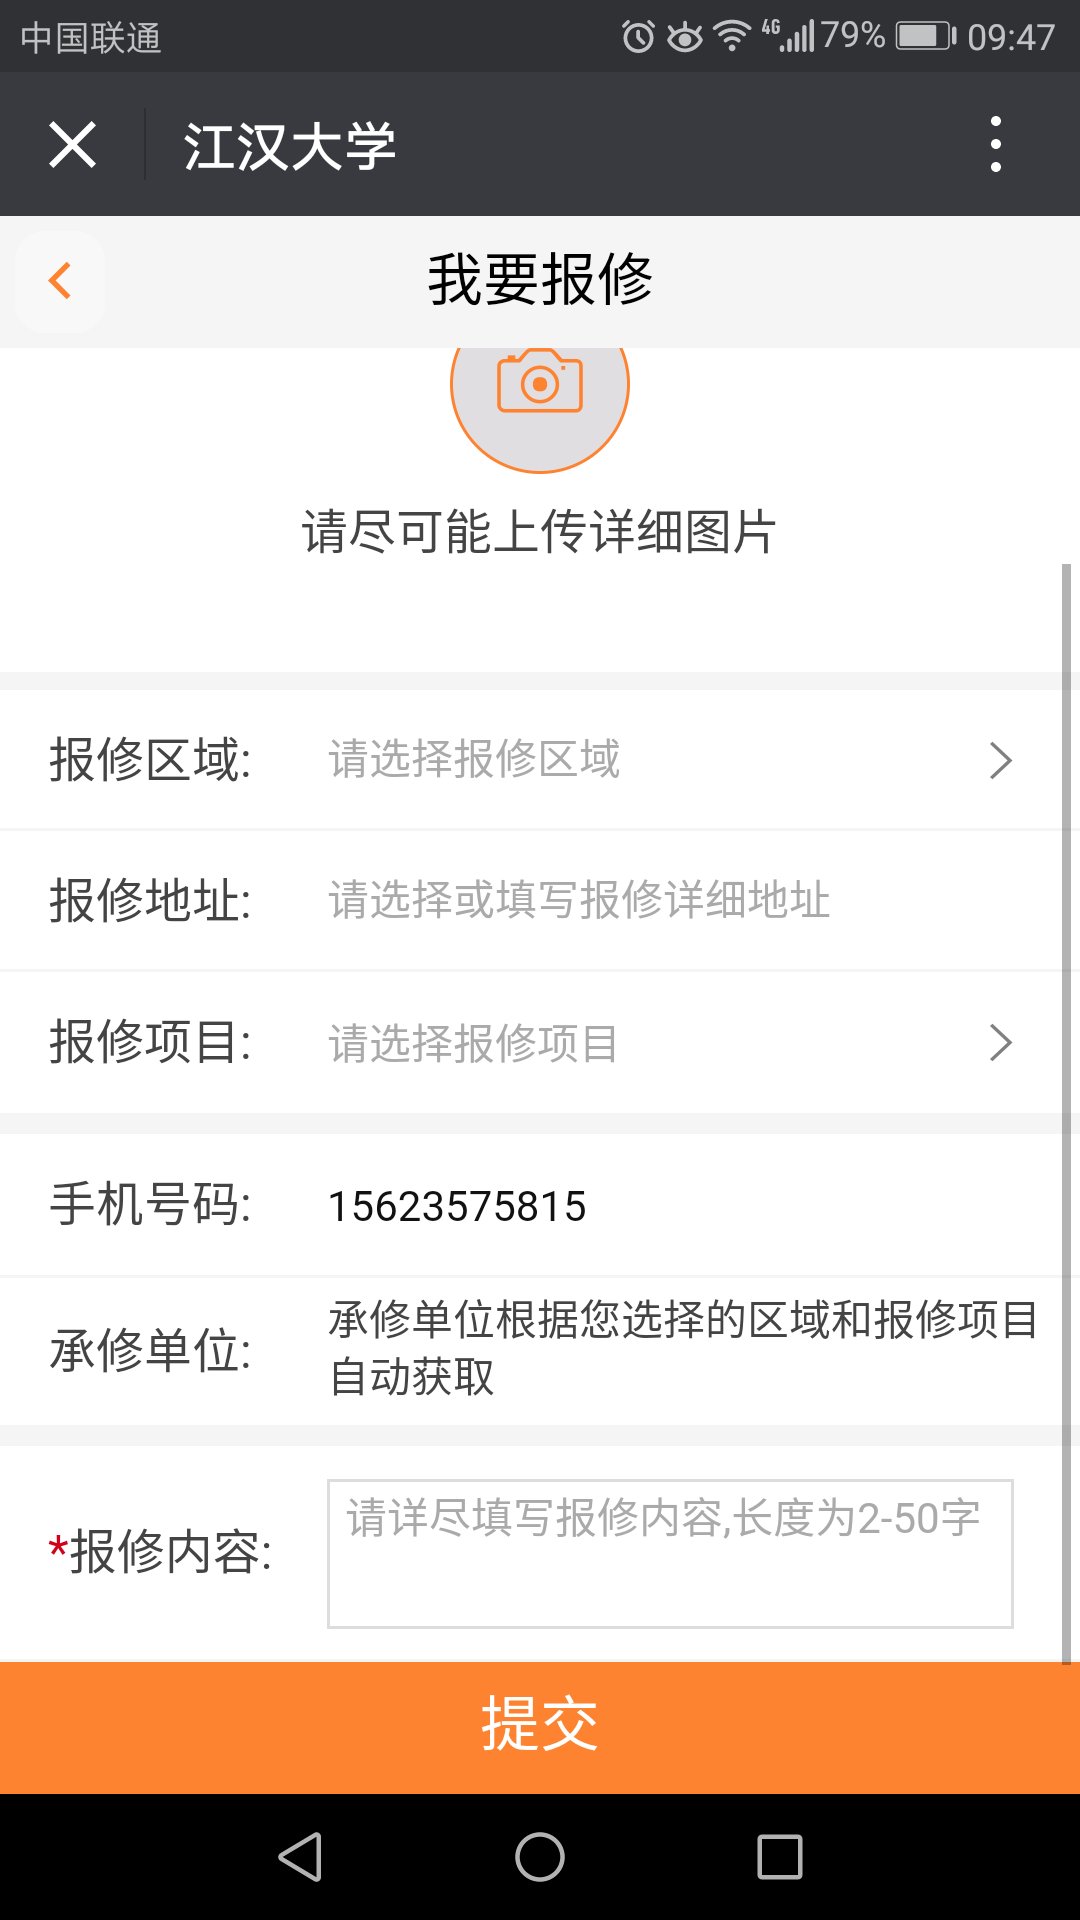 中国联通 4G 79% 09:47
江汉大学
我要报修
请尽可能上传详细图片
报修区域: 请选择报修区域
报修地址: 请选择或填写报修详细地址
报修项目: 请选择报修项目
手机号码: 15623575815
承修单位: 承修单位根据您选择的区域和报修项目
自动获取
*报修内容: 请详尽填写报修内容,长度为2-50字
提交